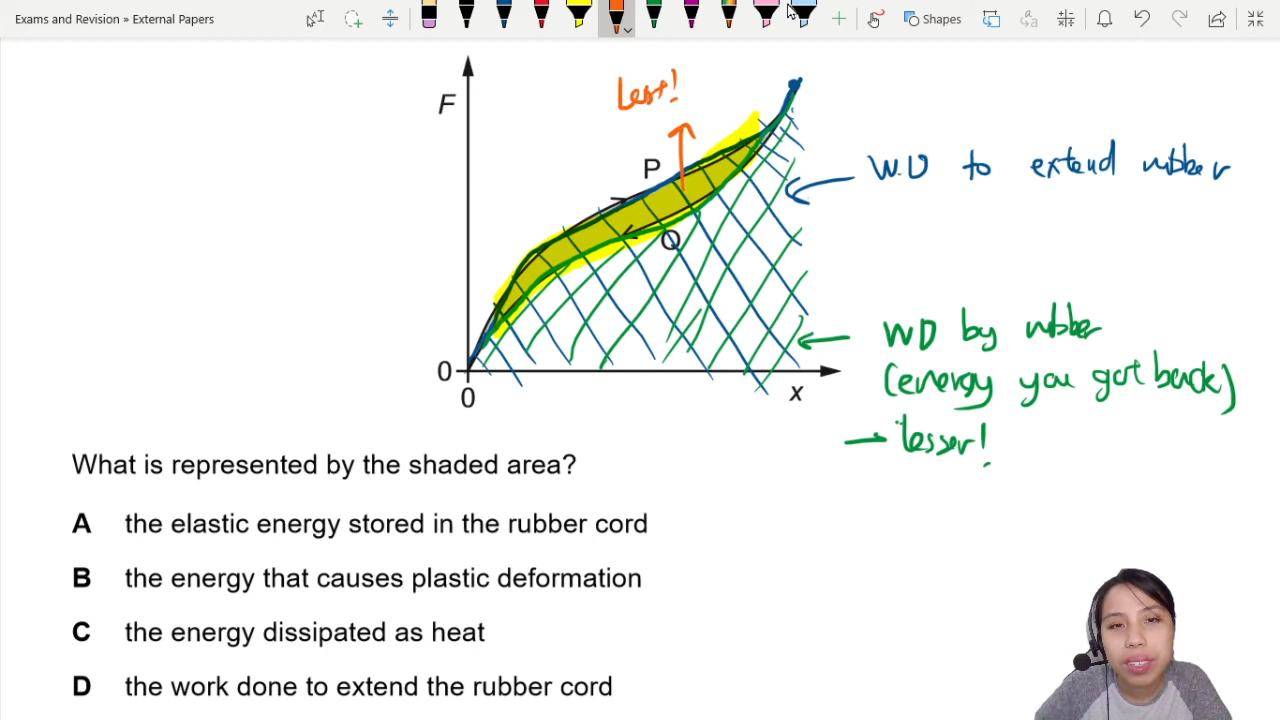 Exams and Revision » External Papers
Shapes
F
Lost!
P
W.D to extend rubber
Q
WD by rubber
(energy you got back)
→ lesser!
0
0
x
What is represented by the shaded area?
A the elastic energy stored in the rubber cord
B the energy that causes plastic deformation
C the energy dissipated as heat
D the work done to extend the rubber cord